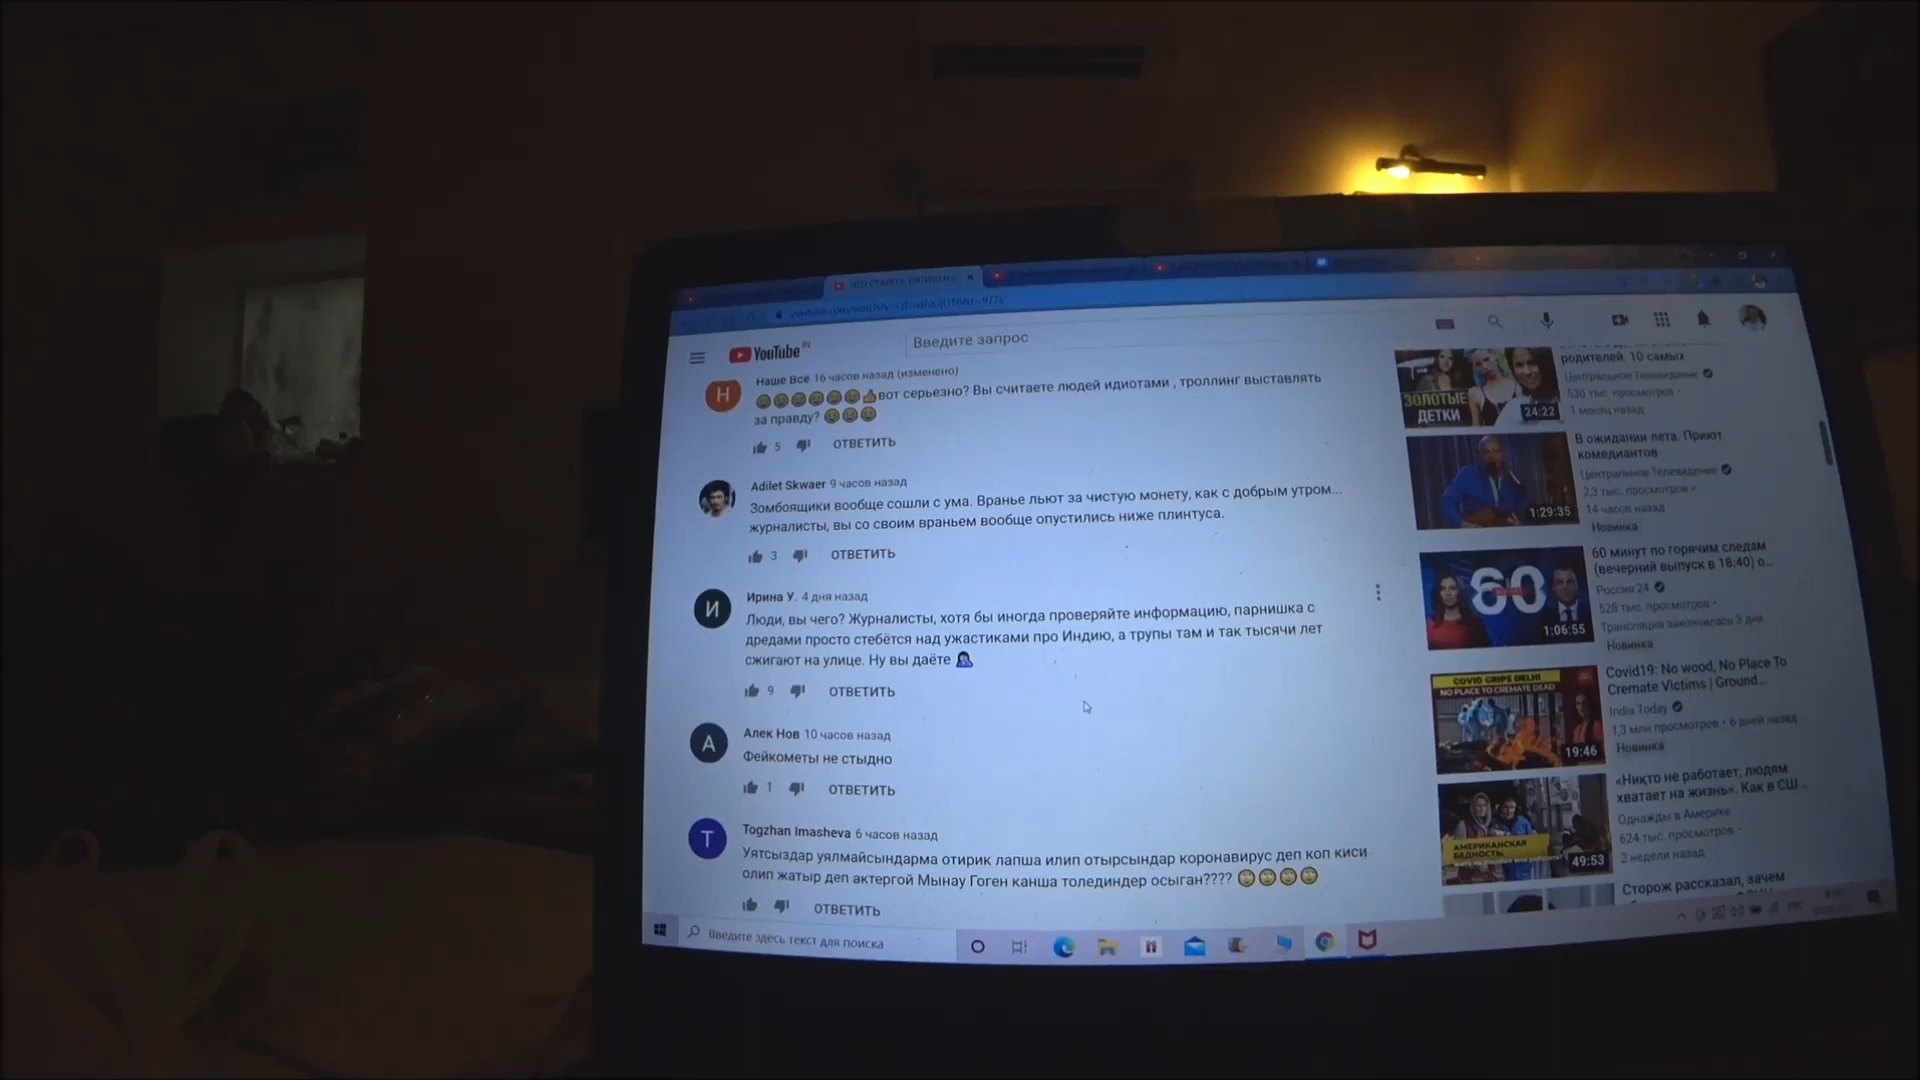 YouTube IN
Введите запрос
Наше Все 16 часов назад (изменено)
вот серьезно? Вы считаете людей идиотами , троллинг выставлять
за правду?
5 ОТВЕТИТЬ
Adilet Skwaer 9 часов назад
Зомбоящики вообще сошли с ума. Вранье льют за чистую монету, как с добрым утром...
журналисты, вы со своим враньем вообще опустились ниже плинтуса.
3 ОТВЕТИТЬ
Ирина У. 4 дня назад
Люди, вы чего? Журналисты, хотя бы иногда проверяйте информацию, парнишка с
дредами просто стебётся над ужастиками про Индию, а трупы там и так тысячи лет
сжигают на улице. Ну вы даёте
9 ОТВЕТИТЬ
Алек Нов 10 часов назад
Фейкометы не стыдно
1 ОТВЕТИТЬ
Togzhan Imasheva 6 часов назад
Уятсыздар уялмайсындарма отирик лапша илип отырсындар коронавирус деп коп киси
олип жатыр деп актергой Мынау Гоген канша толединдер осыган????
ОТВЕТИТЬ
Введите здесь текст для поиска
родителей. 10 самых
Центральное Телевидение
530 тыс. просмотров
1 месяц назад
ЗОЛОТЫЕ
ДЕТКИ
24:22
В ожидании лета. Приют
комедиантов
Центральное Телевидение
2,3 тыс. просмотров
14 часов назад
Новинка
1:29:35
60 минут по горячим следам
(вечерний выпуск в 18:40) о...
Россия 24
528 тыс. просмотров
Трансляция закончилась 3 дня
Новинка
60
1:06:55
Covid19: No wood, No Place To
Cremate Victims | Ground...
India Today
1,3 млн просмотров • 6 дней назад
Новинка
COVID GRIPS DELHI
NO PLACE TO CREMATE DEAD
19:46
«Никто не работает, людям
хватает на жизнь». Как в СШ...
Однажды в Америке
624 тыс. просмотров
2 недели назад
АМЕРИКАНСКАЯ
БЕДНОСТЬ:
49:53
Сторож рассказал, зачем